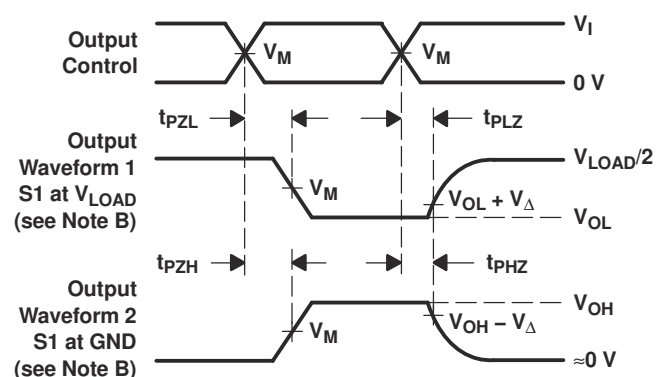 Output
Control
V_I
V_M
V_M
0 V
t_PZL
t_PLZ
Output
Waveform 1
S1 at V_LOAD
(see Note B)
V_LOAD/2
V_M
V_OL + V_Δ
V_OL
t_PZH
t_PHZ
Output
Waveform 2
S1 at GND
(see Note B)
V_OH
V_M
V_OH − V_Δ
≈0 V